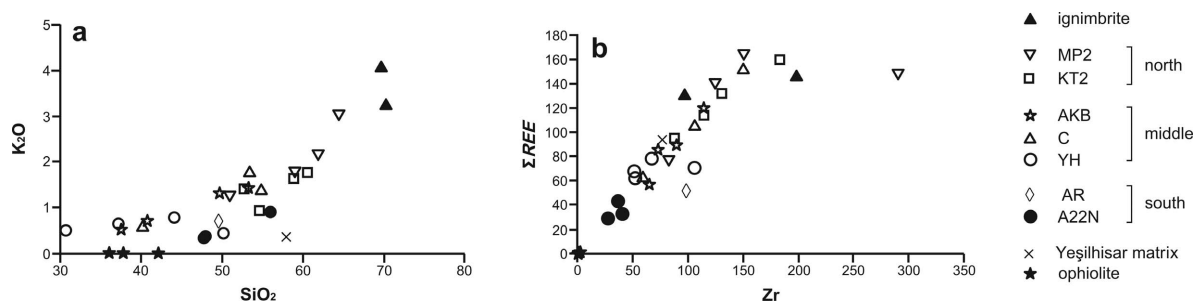 a
5
4
3
2
1
0
K₂O
30 40 50 60 70 80
SiO₂
b
180
160
140
120
100
80
60
40
20
0
Σ REE
0 50 100 150 200 250 300 350
Zr
ignimbrite
MP2
KT2
north
AKB
C
YH
middle
AR
A22N
south
Yeşilhisar matrix
ophiolite